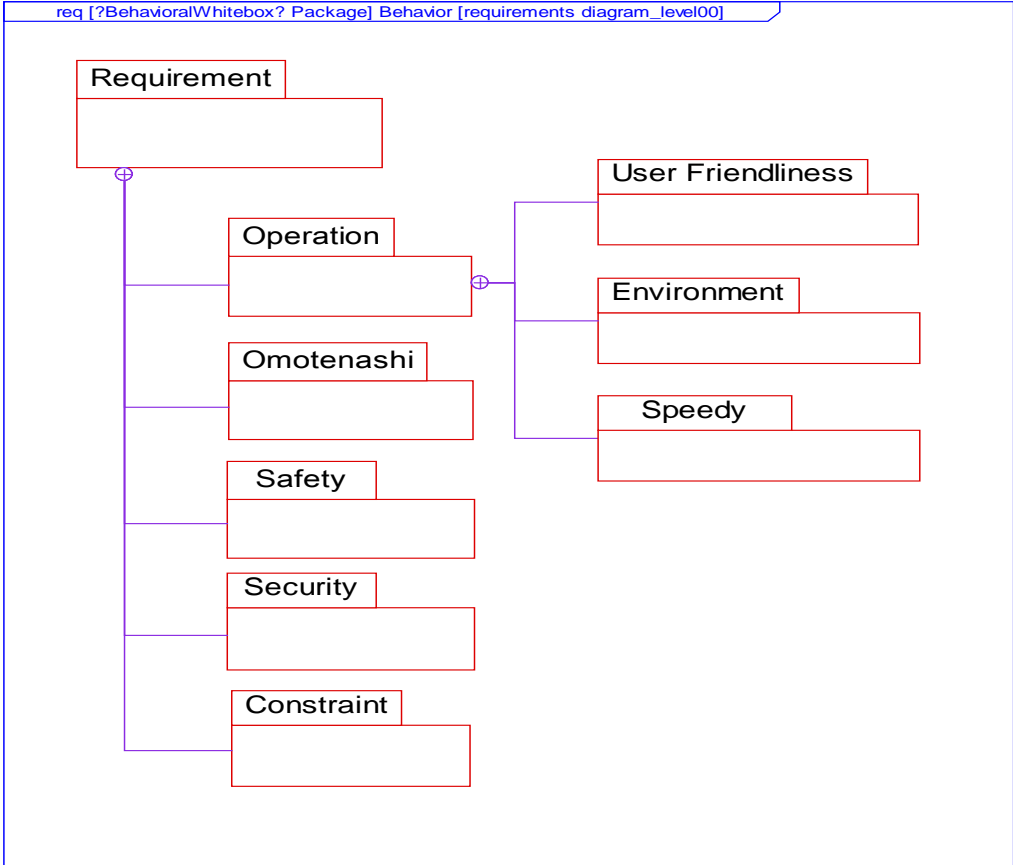 req [?BehavioralWhitebox? Package] Behavior [requirements diagram_level00]
Requirement
Operation
Omotenashi
Safety
Security
Constraint
User Friendliness
Environment
Speedy